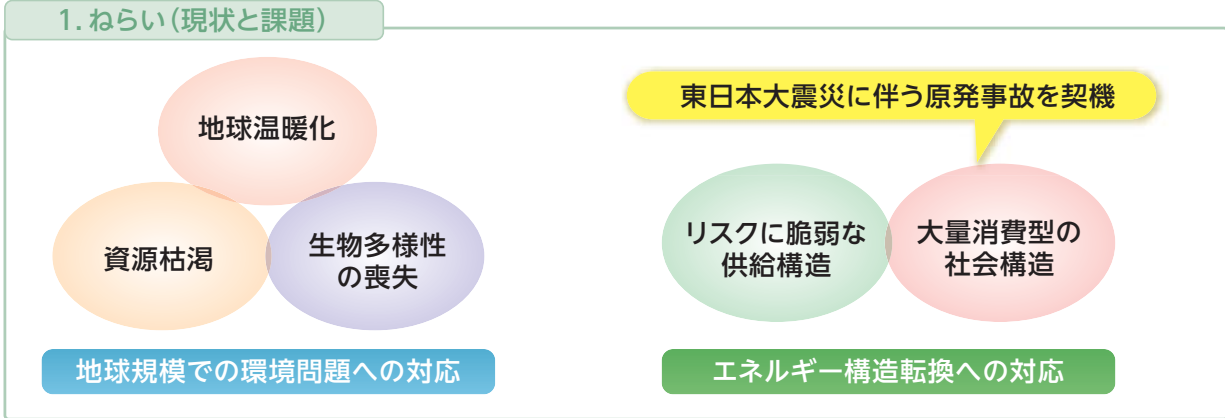 1. ねらい（現状と課題）
地球温暖化
資源枯渇
生物多様性
の喪失
地球規模での環境問題への対応
東日本大震災に伴う原発事故を契機
リスクに脆弱な
供給構造
大量消費型の
社会構造
エネルギー構造転換への対応